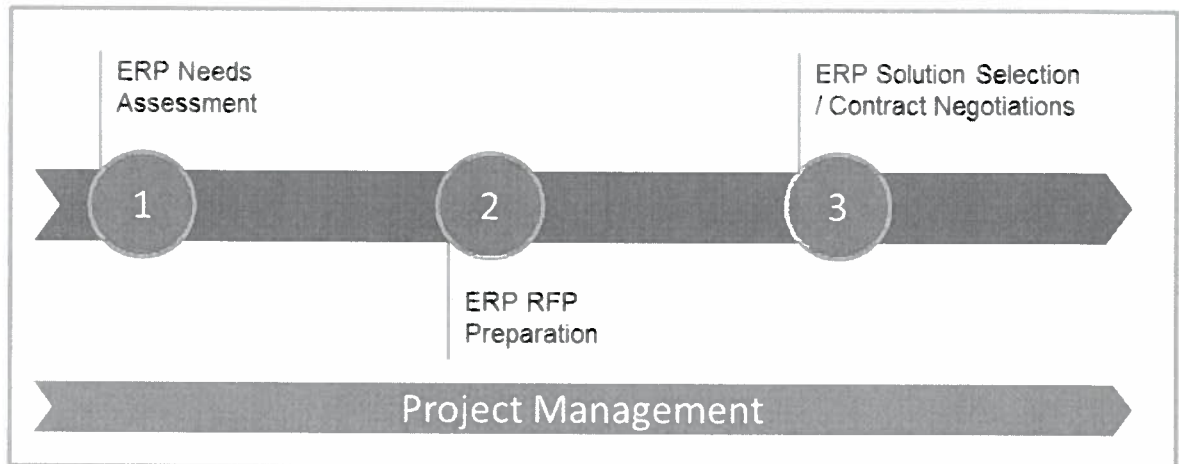 ERP Needs
Assessment
ERP Solution Selection
/ Contract Negotiations
1
2
3
ERP RFP
Preparation
Project Management